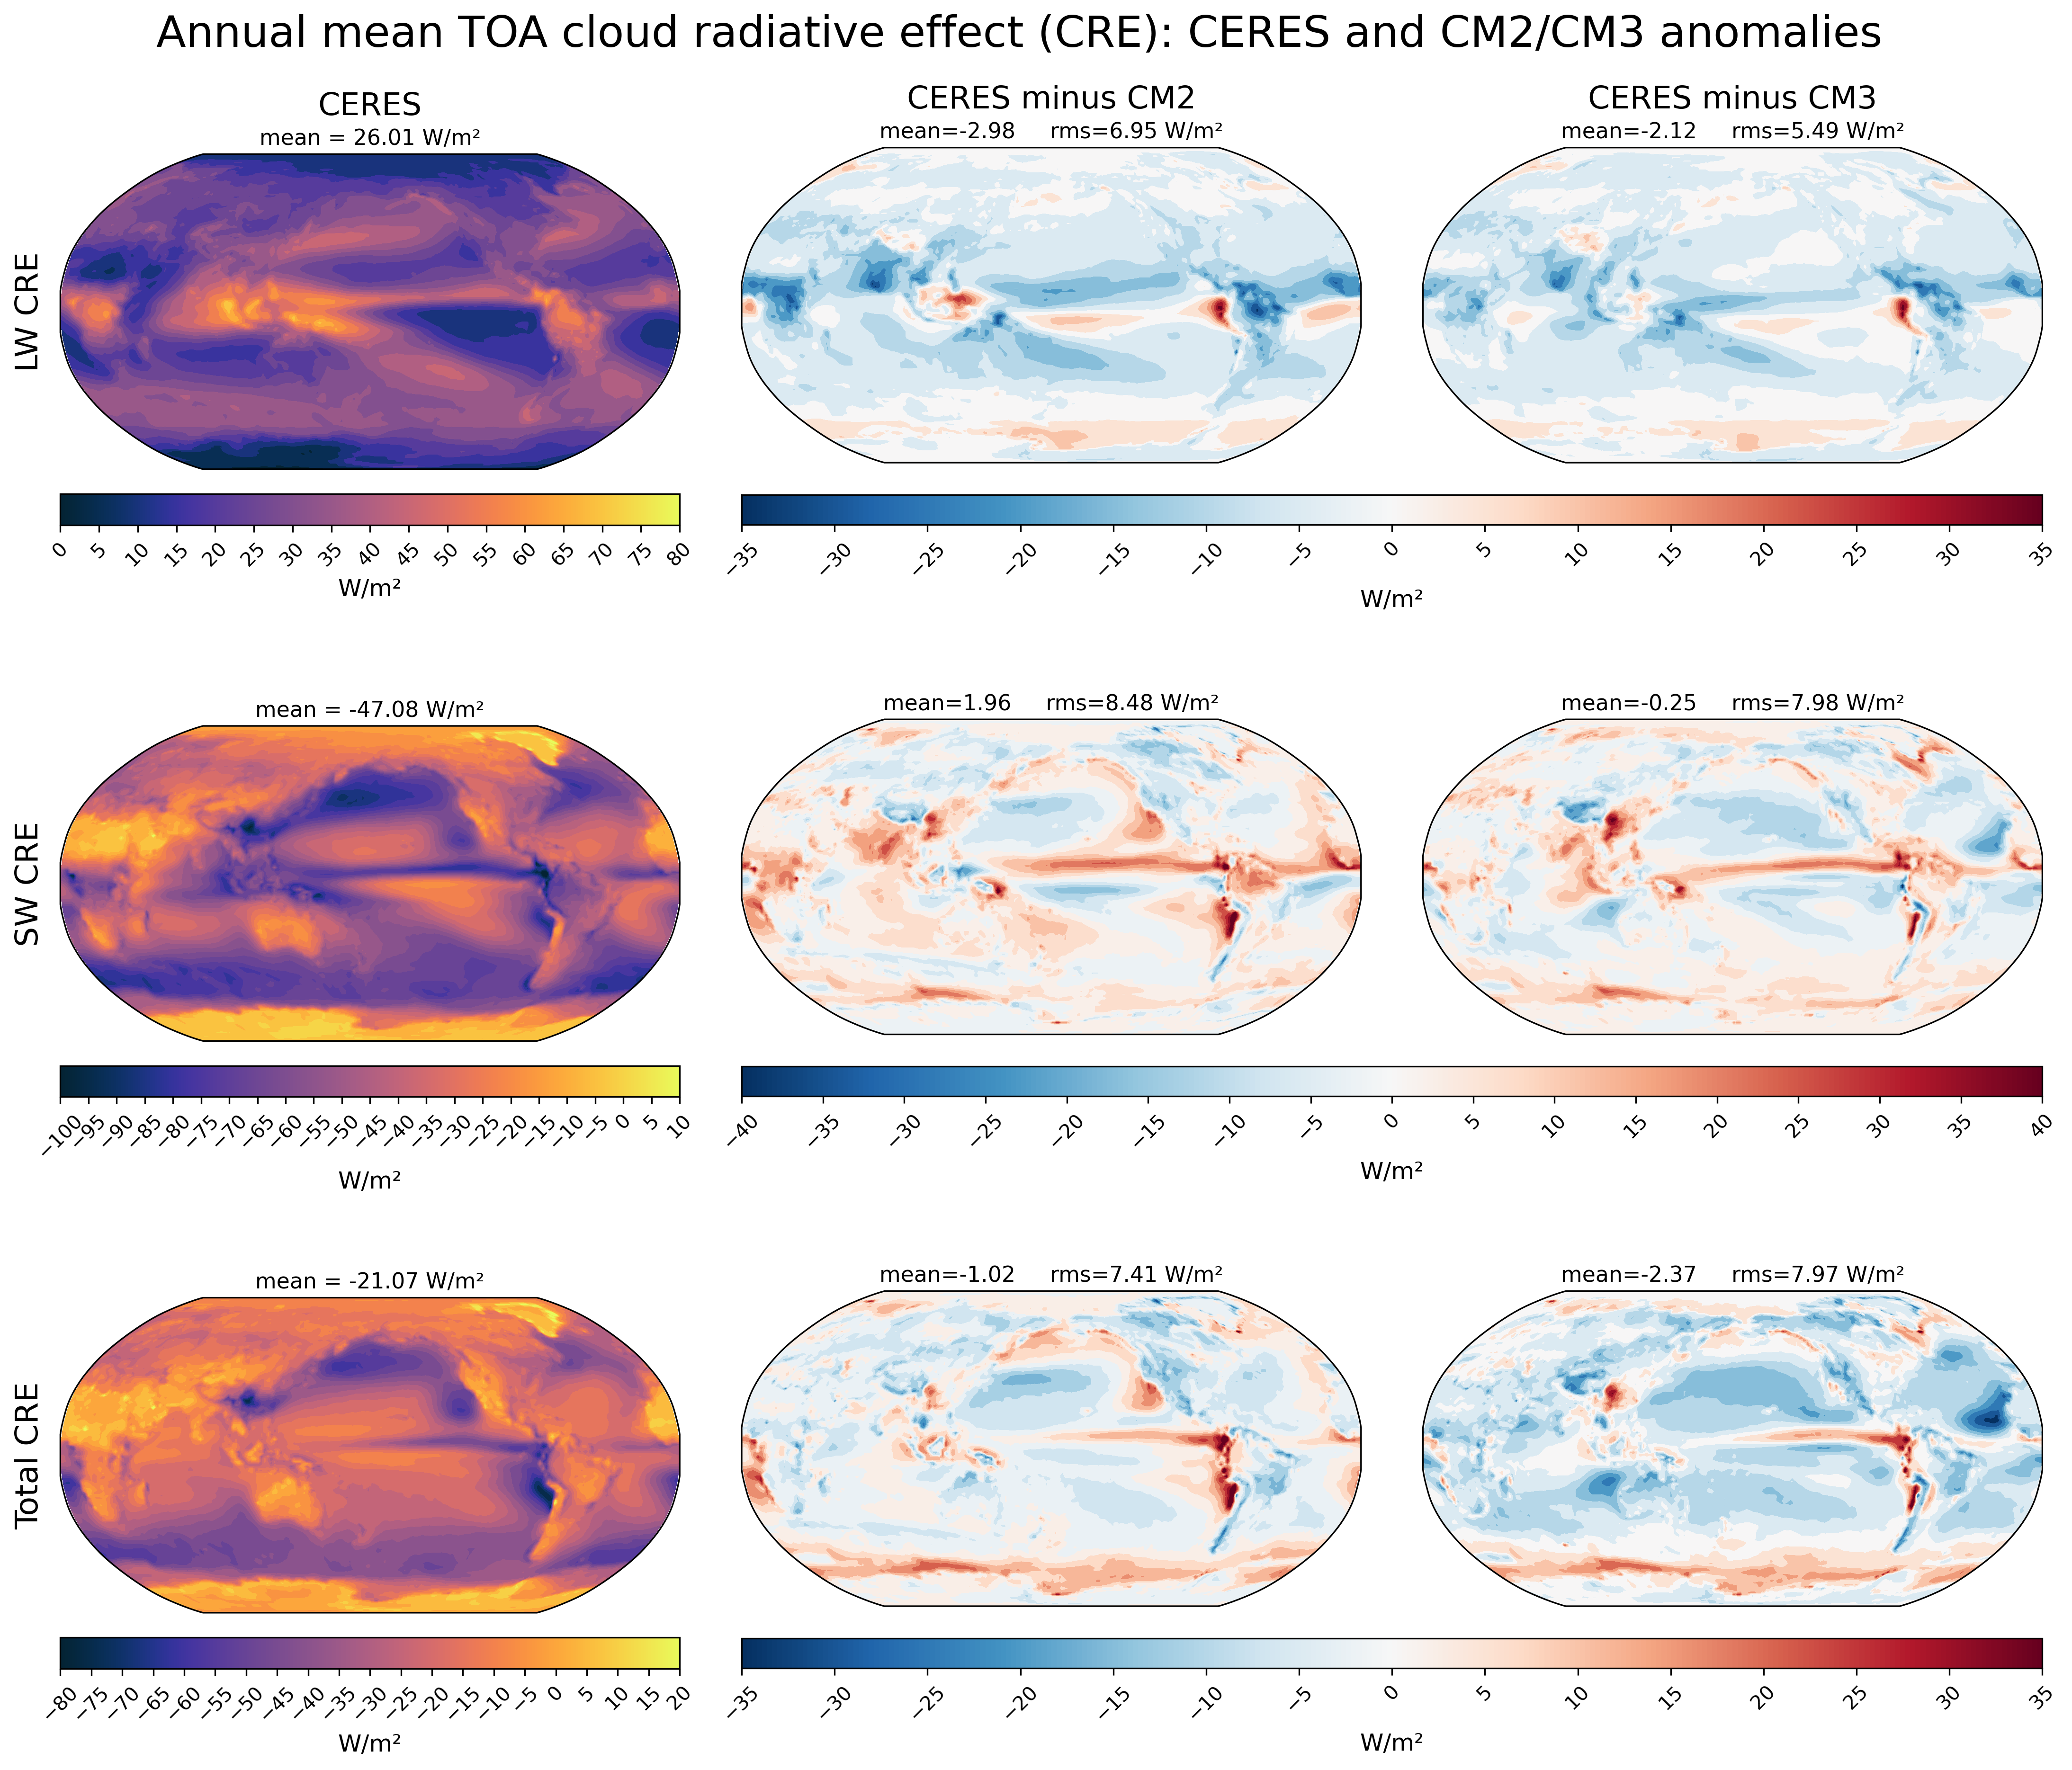 Annual mean TOA cloud radiative effect (CRE): CERES and CM2/CM3 anomalies
CERES
CERES minus CM2
CERES minus CM3
mean = 26.01 W/m²
mean=-2.98 rms=6.95 W/m²
mean=-2.12 rms=5.49 W/m²
LW CRE
0 5 10 15 20 25 30 35 40 45 50 55 60 65 70 75 80
W/m²
−35 −30 −25 −20 −15 −10 −5 0 5 10 15 20 25 30 35
W/m²
mean = -47.08 W/m²
mean=1.96 rms=8.48 W/m²
mean=-0.25 rms=7.98 W/m²
SW CRE
−100 −95 −90 −85 −80 −75 −70 −65 −60 −55 −50 −45 −40 −35 −30 −25 −20 −15 −10 −5 0 5 10
W/m²
−40 −35 −30 −25 −20 −15 −10 −5 0 5 10 15 20 25 30 35 40
W/m²
mean = -21.07 W/m²
mean=-1.02 rms=7.41 W/m²
mean=-2.37 rms=7.97 W/m²
Total CRE
−80 −75 −70 −65 −60 −55 −50 −45 −40 −35 −30 −25 −20 −15 −10 −5 0 5 10 15 20
W/m²
−35 −30 −25 −20 −15 −10 −5 0 5 10 15 20 25 30 35
W/m²